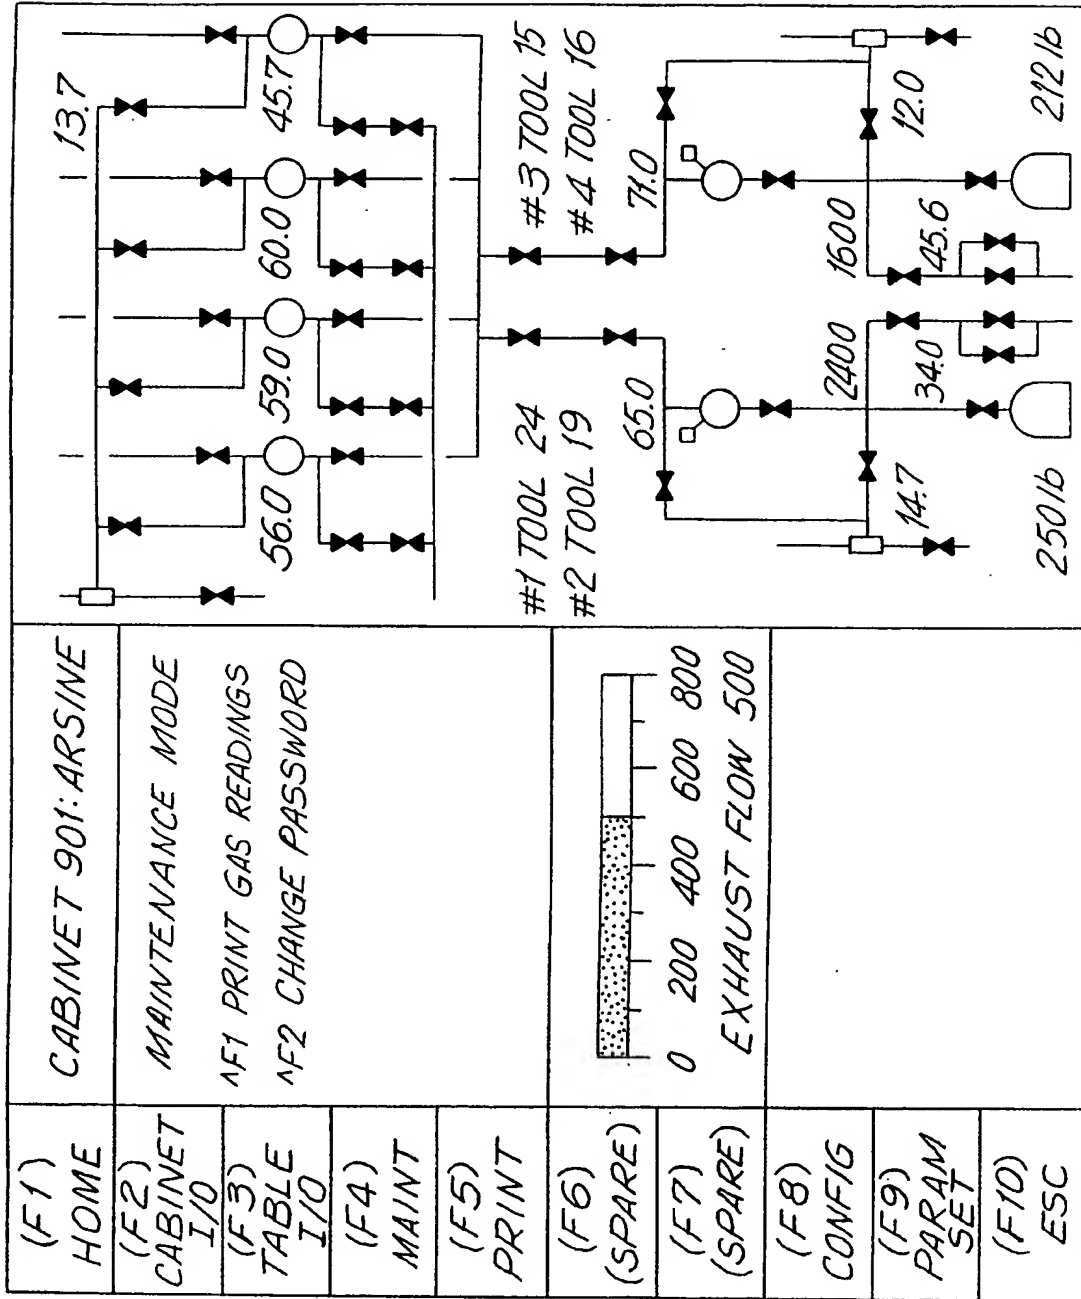 (F1)
HOME
(F2)
CABINET
I/O
(F3)
TABLE
I/O
(F4)
MAINT
(F5)
PRINT
(F6)
(SPARE)
(F7)
(SPARE)
(F8)
CONFIG
(F9)
PARAM
SET
(F10)
ESC
CABINET 901: ARSINE
MAINTENANCE MODE
^F1 PRINT GAS READINGS
^F2 CHANGE PASSWORD
0 200 400 600 800
EXHAUST FLOW 500
13.7
56.0 59.0 60.0 45.7
#1 TOOL 24 #3 TOOL 15
#2 TOOL 19 #4 TOOL 16
65.0 71.0
2400 1600
14.7 34.0 45.6 12.0
250 lb 212 lb